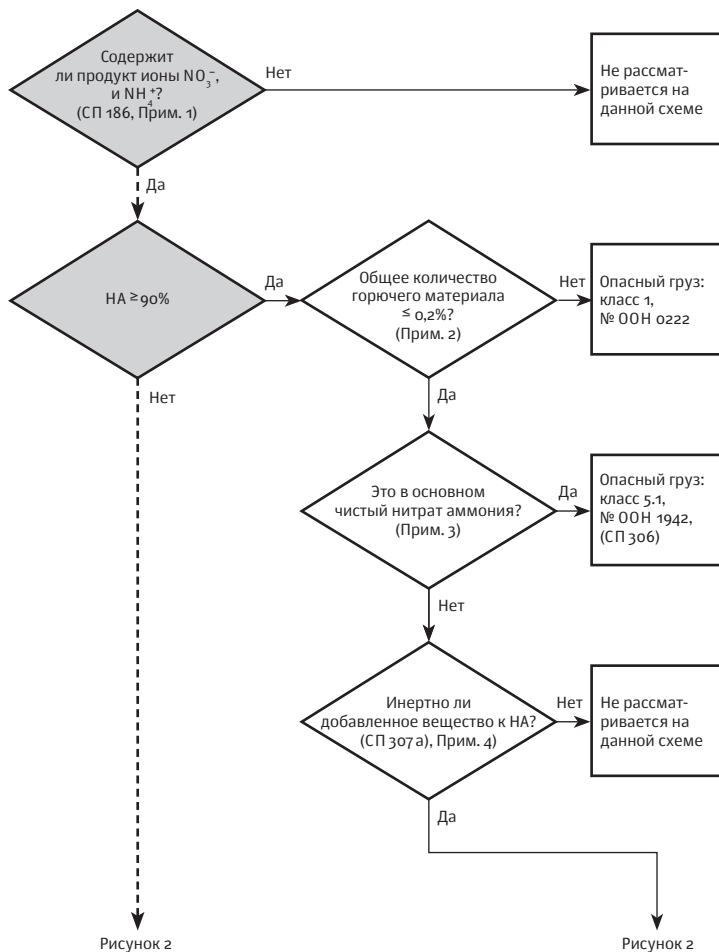 Содержит
ли продукт ионы NO₃⁻,
и NH₄⁺?
(СП 186, Прим. 1)
Нет
Не рассмат-
ривается на
данной схеме
Да
НА ≥ 90%
Да
Общее количество
горючего материала
≤ 0,2%?
(Прим. 2)
Нет
Опасный груз:
класс 1,
№ ООН 0222
Нет
Да
Это в основном
чистый нитрат аммония?
(Прим. 3)
Да
Опасный груз:
класс 5.1,
№ ООН 1942,
(СП 306)
Нет
Инертно ли
добавленное вещество к НА?
(СП 307а), Прим. 4)
Нет
Не рассмат-
ривается на
данной схеме
Да
Рисунок 2
Рисунок 2